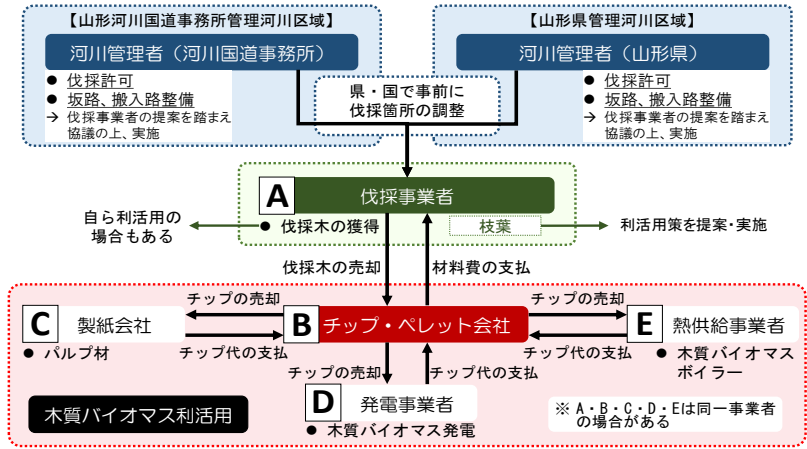 【山形河川国道事務所管理河川区域】
河川管理者（河川国道事務所）
● 伐採許可
● 坂路、搬入路整備
→ 伐採事業者の提案を踏まえ
協議の上、実施
県・国で事前に
伐採箇所の調整
【山形県管理河川区域】
河川管理者（山形県）
● 伐採許可
● 坂路、搬入路整備
→ 伐採事業者の提案を踏まえ
協議の上、実施
A 伐採事業者
自ら利活用の
場合もある
● 伐採木の獲得
枝葉
利活用策を提案・実施
伐採木の売却
材料費の支払
C 製紙会社
● パルプ材
チップの売却
チップ代の支払
B チップ・ペレット会社
チップの売却
チップ代の支払
E 熱供給事業者
● 木質バイオマス
ボイラー
チップの売却
チップ代の支払
D 発電事業者
● 木質バイオマス発電
木質バイオマス利活用
※ A・B・C・D・Eは同一事業者
の場合がある